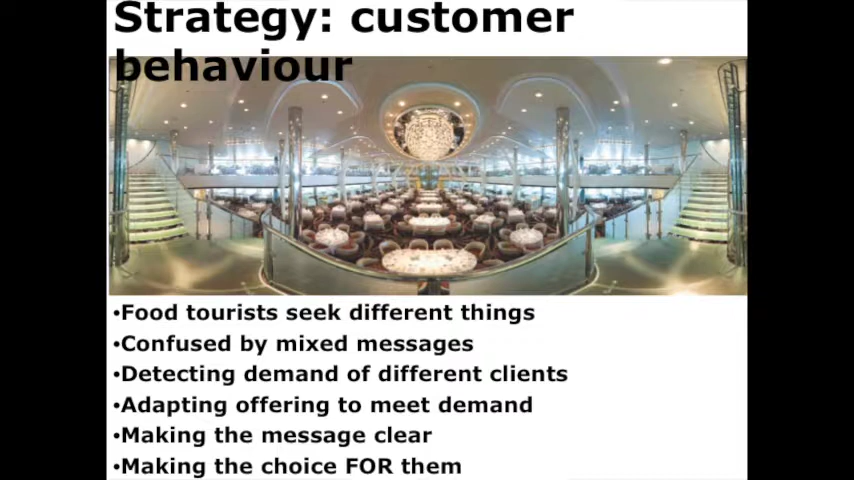 Strategy: customer
behaviour
•Food tourists seek different things
•Confused by mixed messages
•Detecting demand of different clients
•Adapting offering to meet demand
•Making the message clear
•Making the choice FOR them